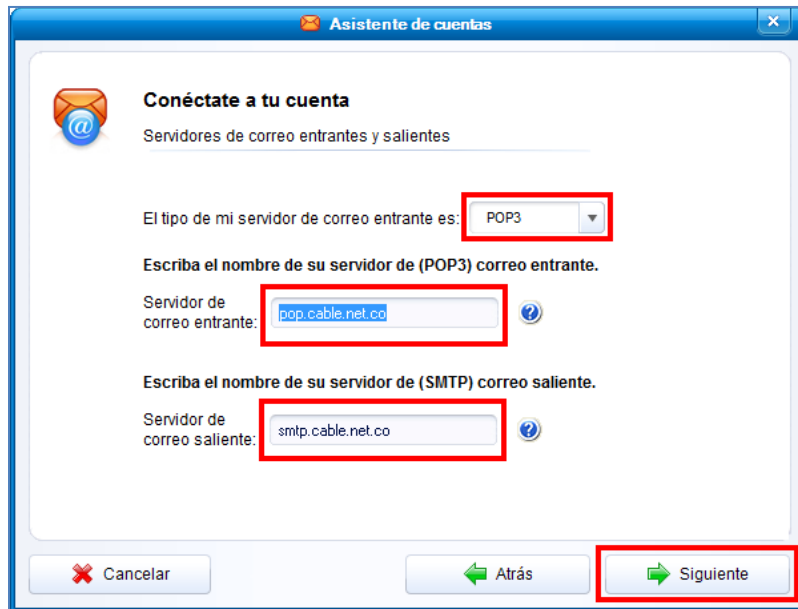 Asistente de cuentas
Conéctate a tu cuenta
Servidores de correo entrantes y salientes
El tipo de mi servidor de correo entrante es: POP3
Escriba el nombre de su servidor de (POP3) correo entrante.
Servidor de
correo entrante: pop.cable.net.co
Escriba el nombre de su servidor de (SMTP) correo saliente.
Servidor de
correo saliente: smtp.cable.net.co
Cancelar Atrás Siguiente